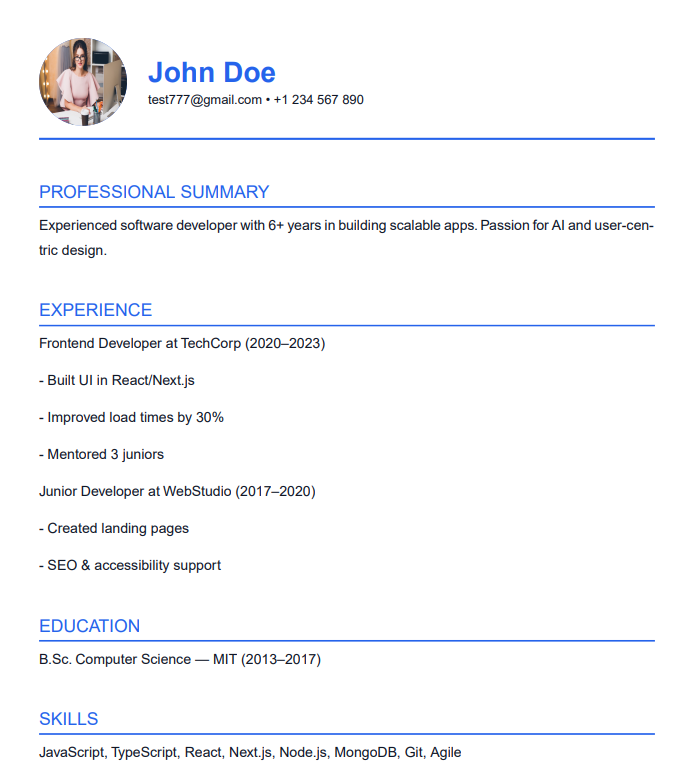 John Doe
test777@gmail.com • +1 234 567 890
PROFESSIONAL SUMMARY
Experienced software developer with 6+ years in building scalable apps. Passion for AI and user-cen-
tric design.
EXPERIENCE
Frontend Developer at TechCorp (2020–2023)
- Built UI in React/Next.js
- Improved load times by 30%
- Mentored 3 juniors
Junior Developer at WebStudio (2017–2020)
- Created landing pages
- SEO & accessibility support
EDUCATION
B.Sc. Computer Science — MIT (2013–2017)
SKILLS
JavaScript, TypeScript, React, Next.js, Node.js, MongoDB, Git, Agile